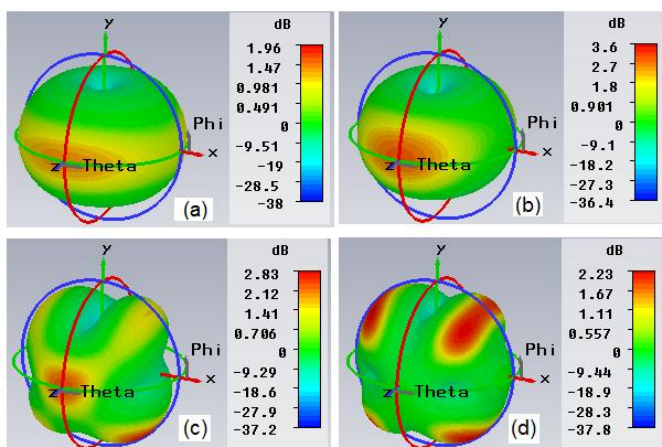 dB
1.96
1.47
0.981
0.491
0
-9.51
-19
-28.5
-38
y
Phi
x
z
Theta
(a)
dB
3.6
2.7
1.8
0.901
0
-9.1
-18.2
-27.3
-36.4
y
Phi
x
z
Theta
(b)
dB
2.83
2.12
1.41
0.706
0
-9.29
-18.6
-27.9
-37.2
y
Phi
x
z
Theta
(c)
dB
2.23
1.67
1.11
0.557
0
-9.44
-18.9
-28.3
-37.8
y
Phi
x
z
Theta
(d)